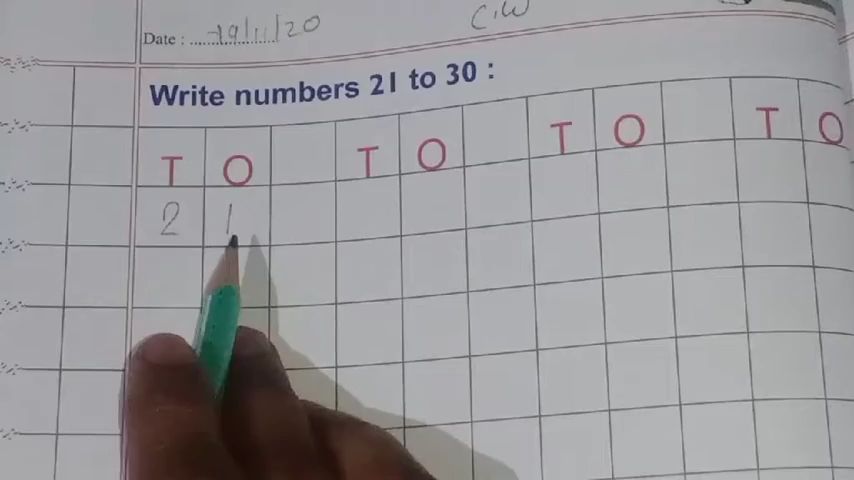 Date : 19/11/20 C.W
Write numbers 21 to 30 :
T O T O T O T O
2 1